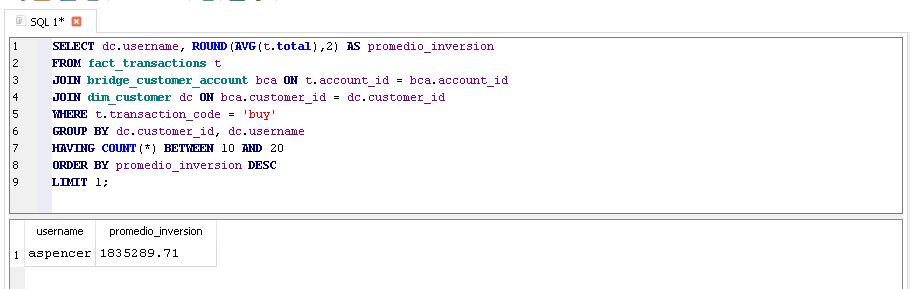 SQL 1*
1 SELECT dc.username, ROUND(AVG(t.total),2) AS promedio_inversion
2 FROM fact_transactions t
3 JOIN bridge_customer_account bca ON t.account_id = bca.account_id
4 JOIN dim_customer dc ON bca.customer_id = dc.customer_id
5 WHERE t.transaction_code = 'buy'
6 GROUP BY dc.customer_id, dc.username
7 HAVING COUNT(*) BETWEEN 10 AND 20
8 ORDER BY promedio_inversion DESC
9 LIMIT 1;
username promedio_inversion
1 aspencer 1835289.71